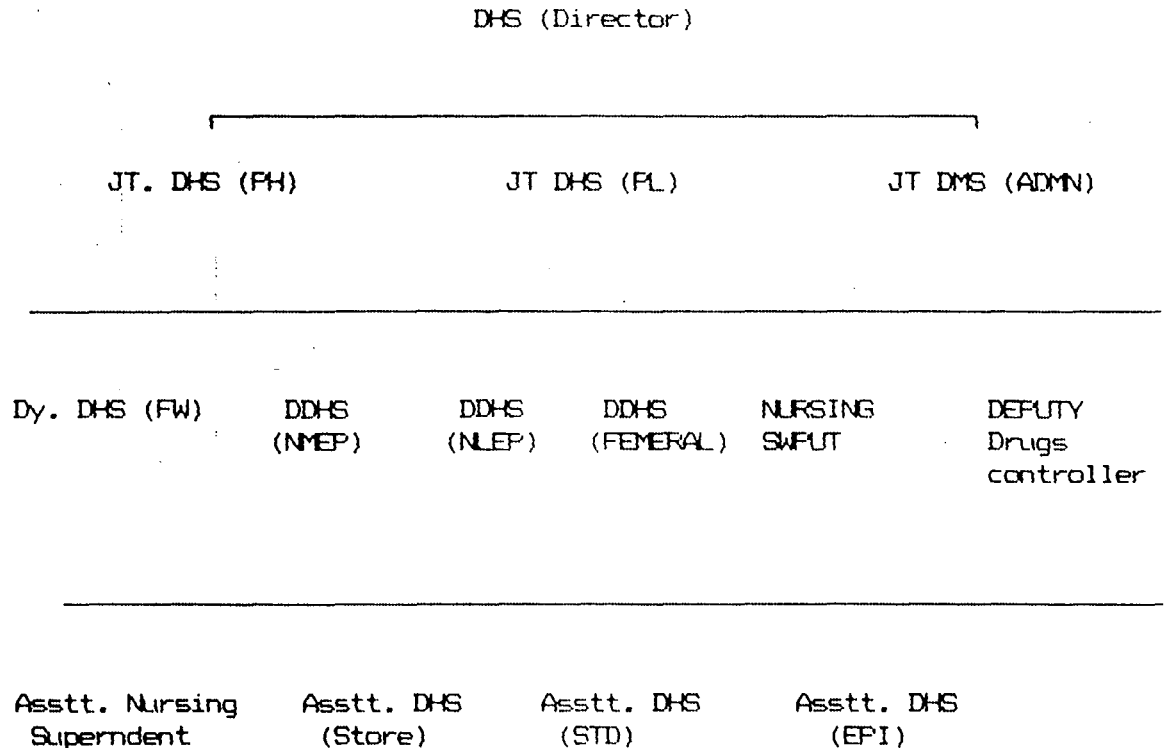 DHS (Director)
JT. DHS (PH) JT DHS (PL) JT DMS (ADMN)
Dy. DHS (FW) DDHS DDHS DDHS NURSING DEPUTY
(NMEP) (NLEP) (FEMERAL) SWPUT Drugs
controller
Asstt. Nursing Asstt. DHS Asstt. DHS Asstt. DHS
Superndent (Store) (STD) (EPI)